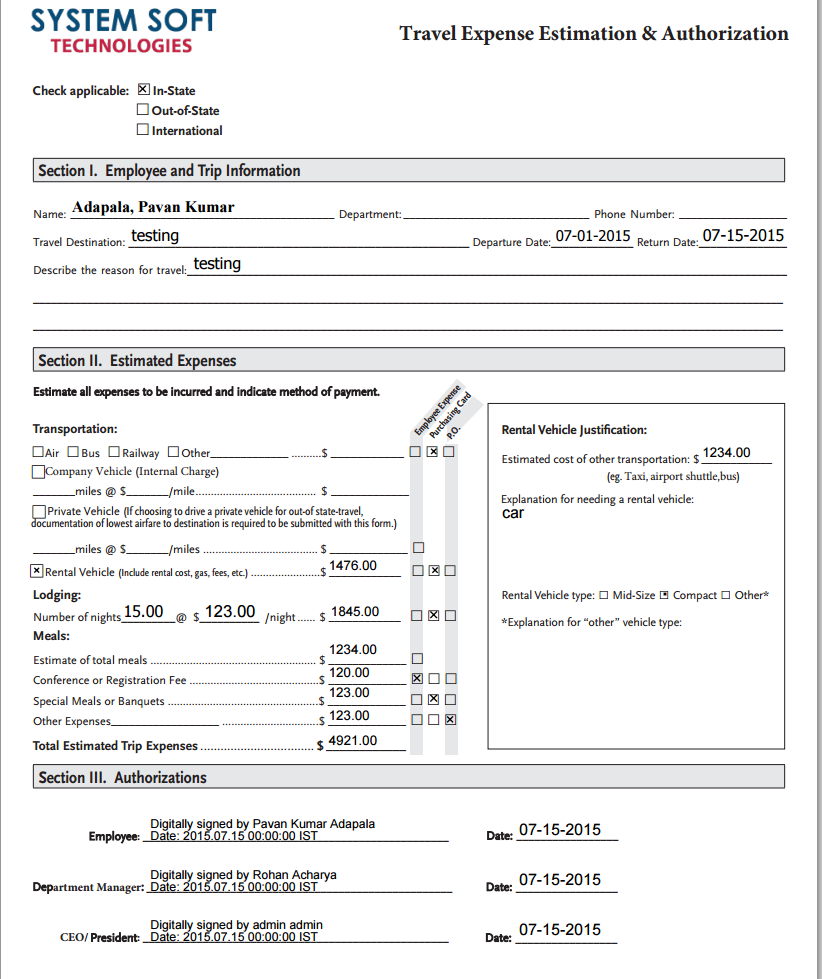 SYSTEM SOFT
TECHNOLOGIES
Travel Expense Estimation & Authorization
Check applicable: ☒ In-State
☐ Out-of-State
☐ International
Section I. Employee and Trip Information
Name: Adapala, Pavan Kumar Department: Phone Number:
Travel Destination: testing Departure Date: 07-01-2015 Return Date: 07-15-2015
Describe the reason for travel: testing
Section II. Estimated Expenses
Estimate all expenses to be incurred and indicate method of payment.
Employee Expense
Purchasing Card
P.O.
Transportation:
☐ Air ☐ Bus ☐ Railway ☐ Other__________ ..........$ __________ ☐ ☒ ☐
☐ Company Vehicle (Internal Charge)
______miles @ $______/mile.................................... $ __________
☐ Private Vehicle (If choosing to drive a private vehicle for out-of state-travel,
documentation of lowest airfare to destination is required to be submitted with this form.)
______miles @ $______/miles .................................. $ __________ ☐
☒ Rental Vehicle (Include rental cost, gas, fees, etc.) ......................$ 1476.00 ☐ ☒ ☐
Lodging:
Number of nights 15.00 @ $ 123.00 /night ...... $ 1845.00 ☐ ☒ ☐
Meals:
Estimate of total meals ................................................ $ 1234.00 ☐
Conference or Registration Fee ......................................$ 120.00 ☒ ☐ ☐
Special Meals or Banquets ............................................$ 123.00 ☐ ☒ ☐
Other Expenses__________ ............................$ 123.00 ☐ ☐ ☒
Total Estimated Trip Expenses ................................. $ 4921.00
Rental Vehicle Justification:
Estimated cost of other transportation: $ 1234.00
(eg. Taxi, airport shuttle,bus)
Explanation for needing a rental vehicle:
car
Rental Vehicle type: ☐ Mid-Size ☒ Compact ☐ Other*
*Explanation for “other” vehicle type:
Section III. Authorizations
Digitally signed by Pavan Kumar Adapala
Employee: Date: 2015.07.15 00:00:00 IST Date: 07-15-2015
Digitally signed by Rohan Acharya
Department Manager: Date: 2015.07.15 00:00:00 IST Date: 07-15-2015
Digitally signed by admin admin
CEO/ President: Date: 2015.07.15 00:00:00 IST Date: 07-15-2015